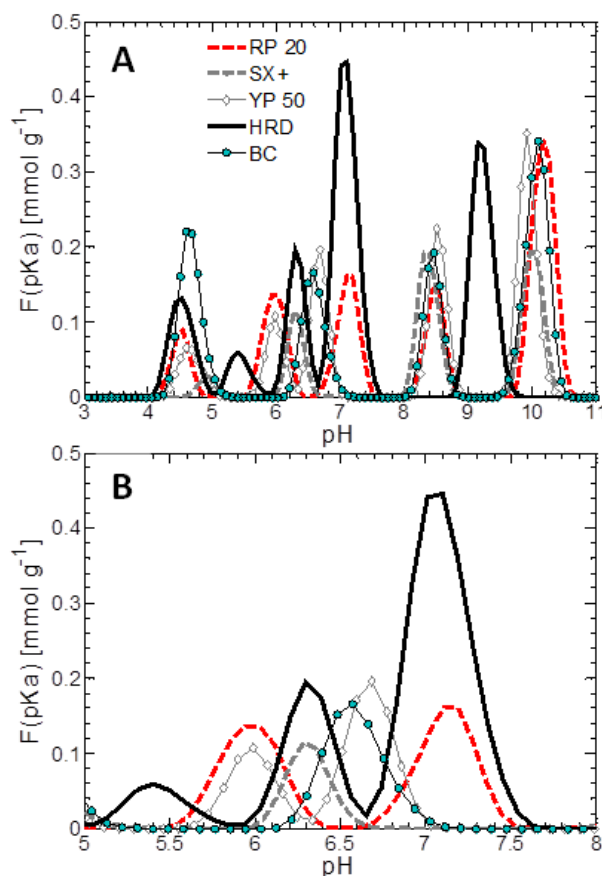 A
RP 20
SX+
YP 50
HRD
BC
F(pKa) [mmol g⁻¹]
0.5
0.4
0.3
0.2
0.1
0
3 4 5 6 7 8 9 10 11
pH
B
F(pKa) [mmol g⁻¹]
0.5
0.4
0.3
0.2
0.1
0
5 5.5 6 6.5 7 7.5 8
pH